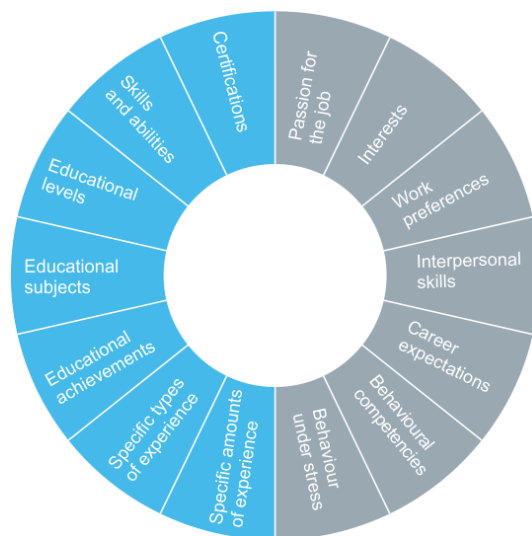 Certifications
Skills
and abilities
Educational
levels
Educational
subjects
Educational
achievements
Specific types
of experience
Specific amounts
of experience
Passion for
the job
Interests
Work
preferences
Interpersonal
skills
Career
expectations
Behavioural
competencies
Behaviour
under stress